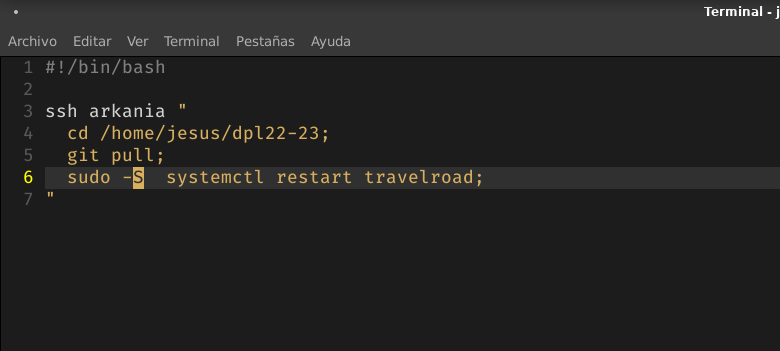 Terminal - j
Archivo Editar Ver Terminal Pestañas Ayuda
1 #!/bin/bash
2
3 ssh arkania "
4 cd /home/jesus/dpl22-23;
5 git pull;
6 sudo -S  systemctl restart travelroad;
7 "